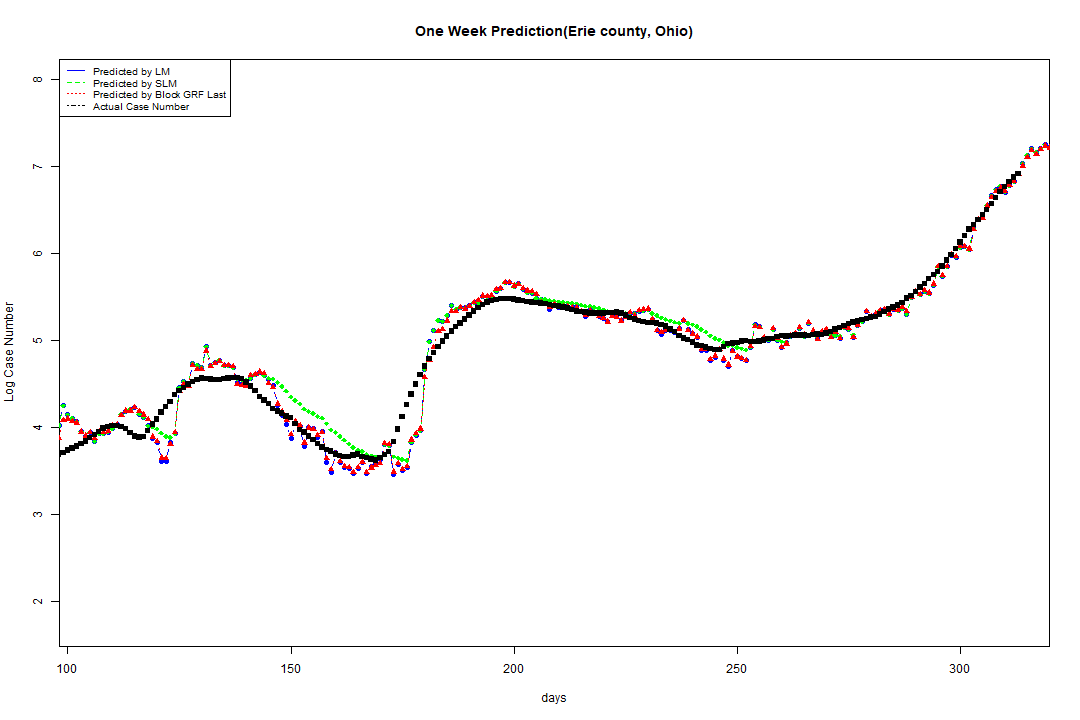 One Week Prediction(Erie county, Ohio)
Predicted by LM
Predicted by SLM
Predicted by Block GRF Last
Actual Case Number
Log Case Number
8
7
6
5
4
3
2
100 150 200 250 300
days